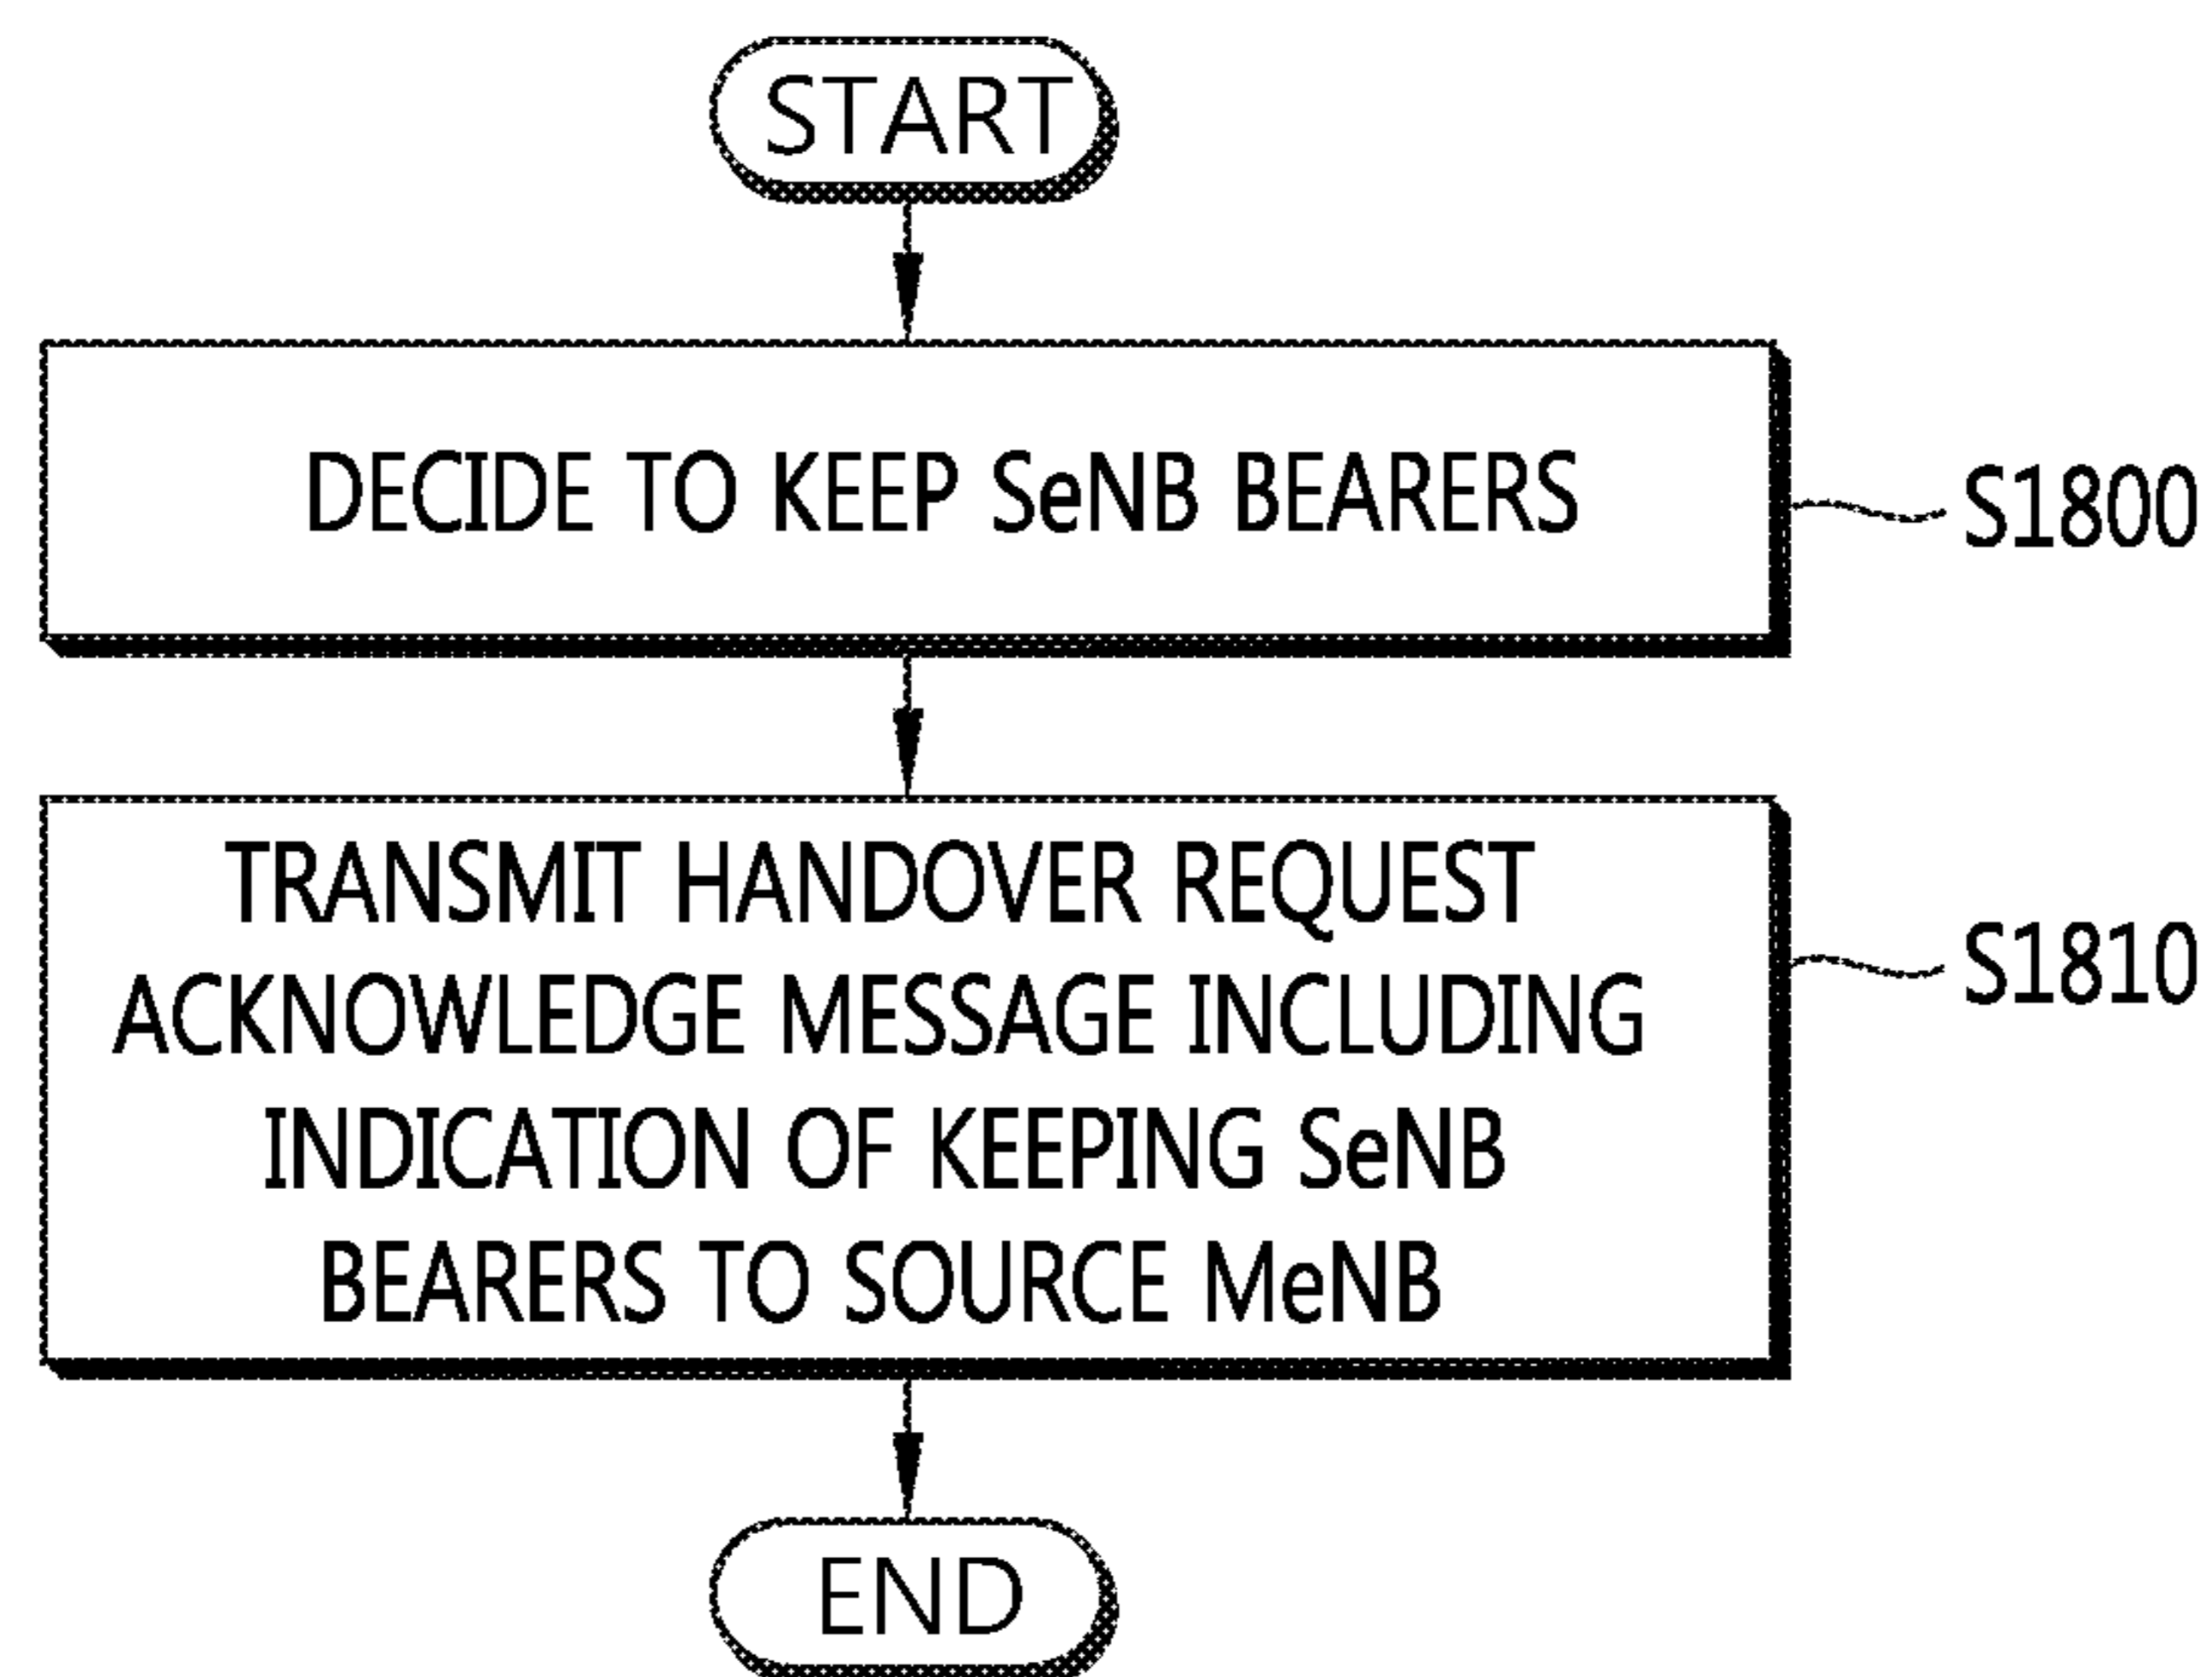 START
DECIDE TO KEEP SeNB BEARERS
S1800
TRANSMIT HANDOVER REQUEST
ACKNOWLEDGE MESSAGE INCLUDING
INDICATION OF KEEPING SeNB
BEARERS TO SOURCE MeNB
S1810
END